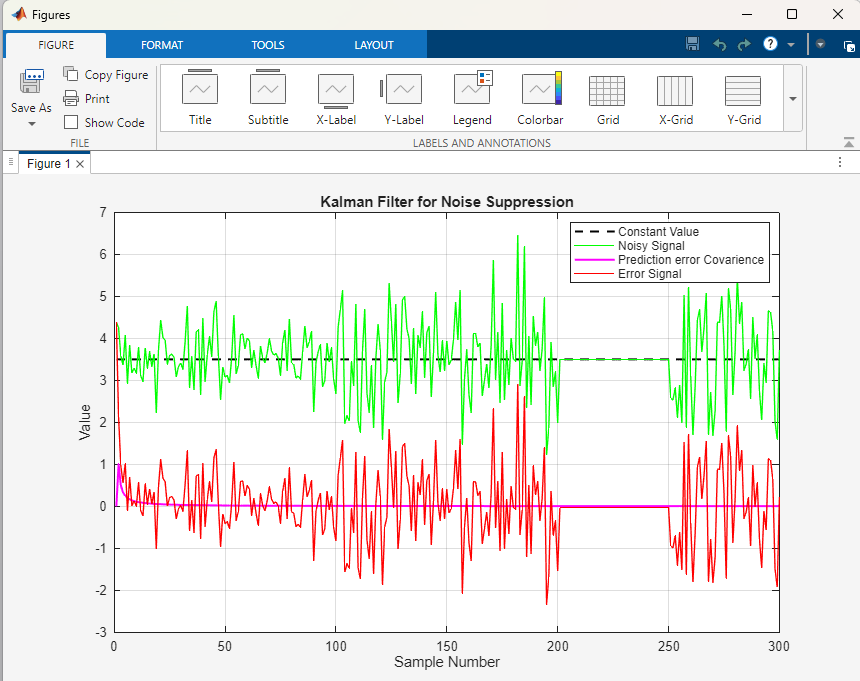 Figures
FIGURE FORMAT TOOLS LAYOUT
Save As
Copy Figure
Print
Show Code
FILE
Title Subtitle X-Label Y-Label Legend Colorbar Grid X-Grid Y-Grid
LABELS AND ANNOTATIONS
Figure 1
Kalman Filter for Noise Suppression
Constant Value
Noisy Signal
Prediction error Covarience
Error Signal
7
6
5
4
3
2
1
0
-1
-2
-3
Value
0 50 100 150 200 250 300
Sample Number